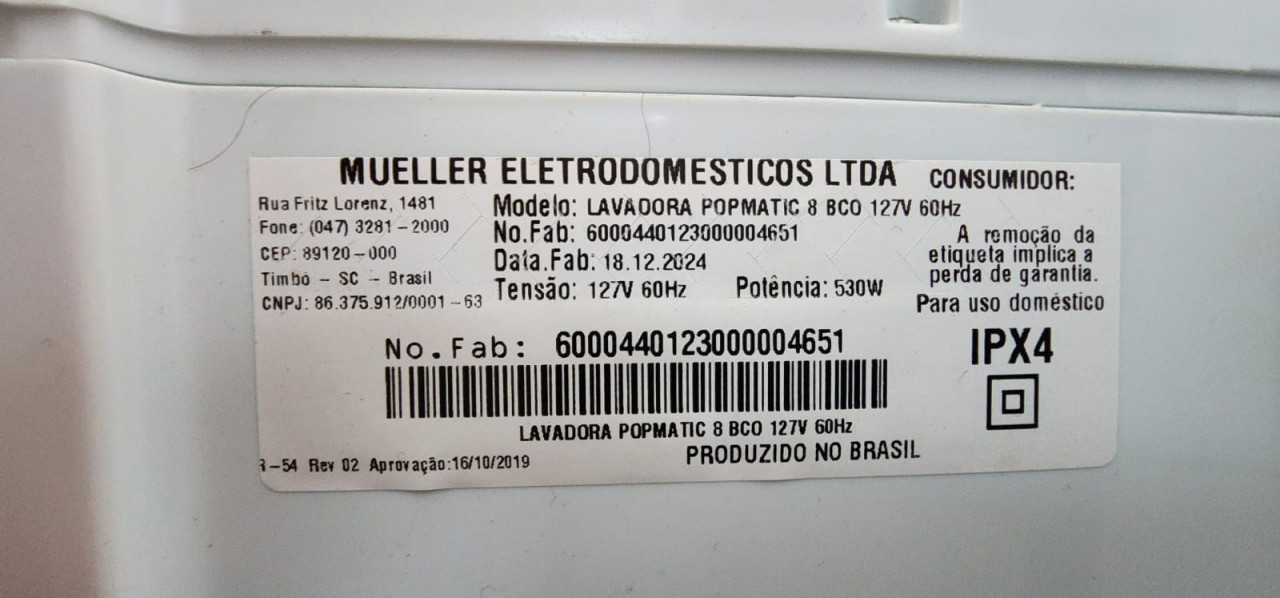 MUELLER ELETRODOMESTICOS LTDA
Rua Fritz Lorenz, 1481
Fone: (047) 3281-2000
CEP: 89120-000
Timbó - SC - Brasil
CNPJ: 86.375.912/0001-63
Modelo: LAVADORA POPMATIC 8 BCO 127V 60Hz
No.Fab: 6000440123000004651
Data.Fab: 18.12.2024
Tensão: 127V 60Hz Potência: 530W
CONSUMIDOR:
A remoção da
etiqueta implica a
perda de garantia.
Para uso doméstico
No.Fab: 6000440123000004651
IPX4
LAVADORA POPMATIC 8 BCO 127V 60Hz
PRODUZIDO NO BRASIL
-54 Rev 02 Aprovação:16/10/2019